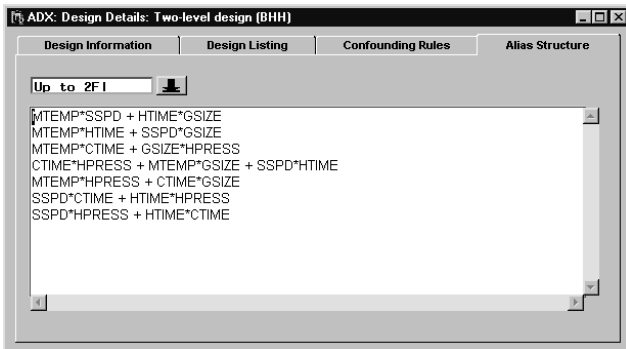 ADX: Design Details: Two-level design (BHH)
Design Information Design Listing Confounding Rules Alias Structure
Up to 2FI
MTEMP*SSPD + HTIME*GSIZE
MTEMP*HTIME + SSPD*GSIZE
MTEMP*CTIME + GSIZE*HPRESS
CTIME*HPRESS + MTEMP*GSIZE + SSPD*HTIME
MTEMP*HPRESS + CTIME*GSIZE
SSPD*CTIME + HTIME*HPRESS
SSPD*HPRESS + HTIME*CTIME